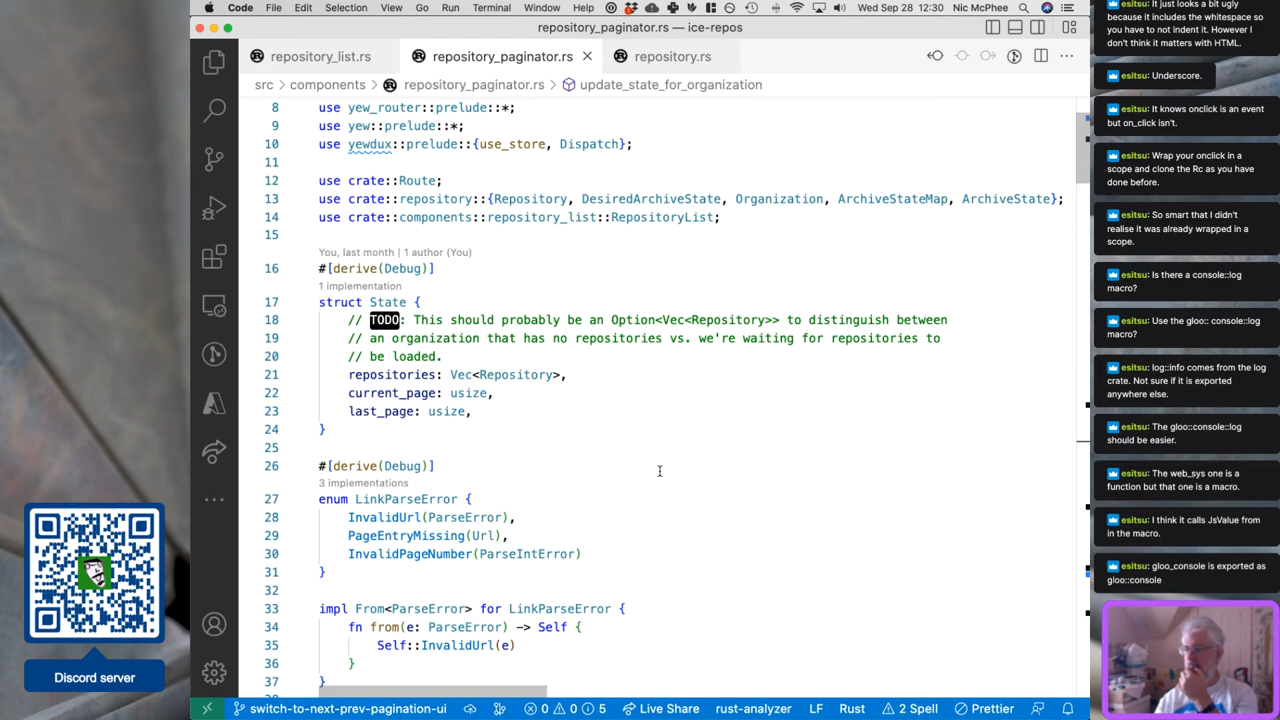 Code File Edit Selection View Go Run Terminal Window Help Wed Sep 28 12:30 Nic McPhee
repository_paginator.rs — ice-repos
repository_list.rs repository_paginator.rs repository.rs
src components repository_paginator.rs update_state_for_organization
8 use yew_router::prelude::*;
9 use yew::prelude::*;
10 use yewdux::prelude::{use_store, Dispatch};
11
12 use crate::Route;
13 use crate::repository::{Repository, DesiredArchiveState, Organization, ArchiveStateMap, ArchiveState};
14 use crate::components::repository_list::RepositoryList;
15
You, last month | 1 author (You)
16 #[derive(Debug)]
1 implementation
17 struct State {
18 // TODO: This should probably be an Option<Vec<Repository>> to distinguish between
19 // an organization that has no repositories vs. we're waiting for repositories to
20 // be loaded.
21 repositories: Vec<Repository>,
22 current_page: usize,
23 last_page: usize,
24 }
25
26 #[derive(Debug)]
3 implementations
27 enum LinkParseError {
28 InvalidUrl(ParseError),
29 PageEntryMissing(Url),
30 InvalidPageNumber(ParseIntError)
31 }
32
33 impl From<ParseError> for LinkParseError {
34 fn from(e: ParseError) -> Self {
35 Self::InvalidUrl(e)
36 }
37 }
switch-to-next-prev-pagination-ui 0 0 5 Live Share rust-analyzer LF Rust 2 Spell Prettier
Discord server
esitsu: It just looks a bit ugly
because it includes the whitespace so
you have to not indent it. However I
don't think it matters with HTML.
esitsu: Underscore.
esitsu: It knows onclick is an event
but on_click isn't.
esitsu: Wrap your onclick in a
scope and clone the Rc as you have
done before.
esitsu: So smart that I didn't
realise it was already wrapped in a
scope.
esitsu: Is there a console::log
macro?
esitsu: Use the gloo:: console::log
macro?
esitsu: log::info comes from the log
crate. Not sure if it is exported
anywhere else.
esitsu: The gloo::console::log
should be easier.
esitsu: The web_sys one is a
function but that one is a macro.
esitsu: I think it calls JsValue from
in the macro.
esitsu: gloo_console is exported as
gloo::console